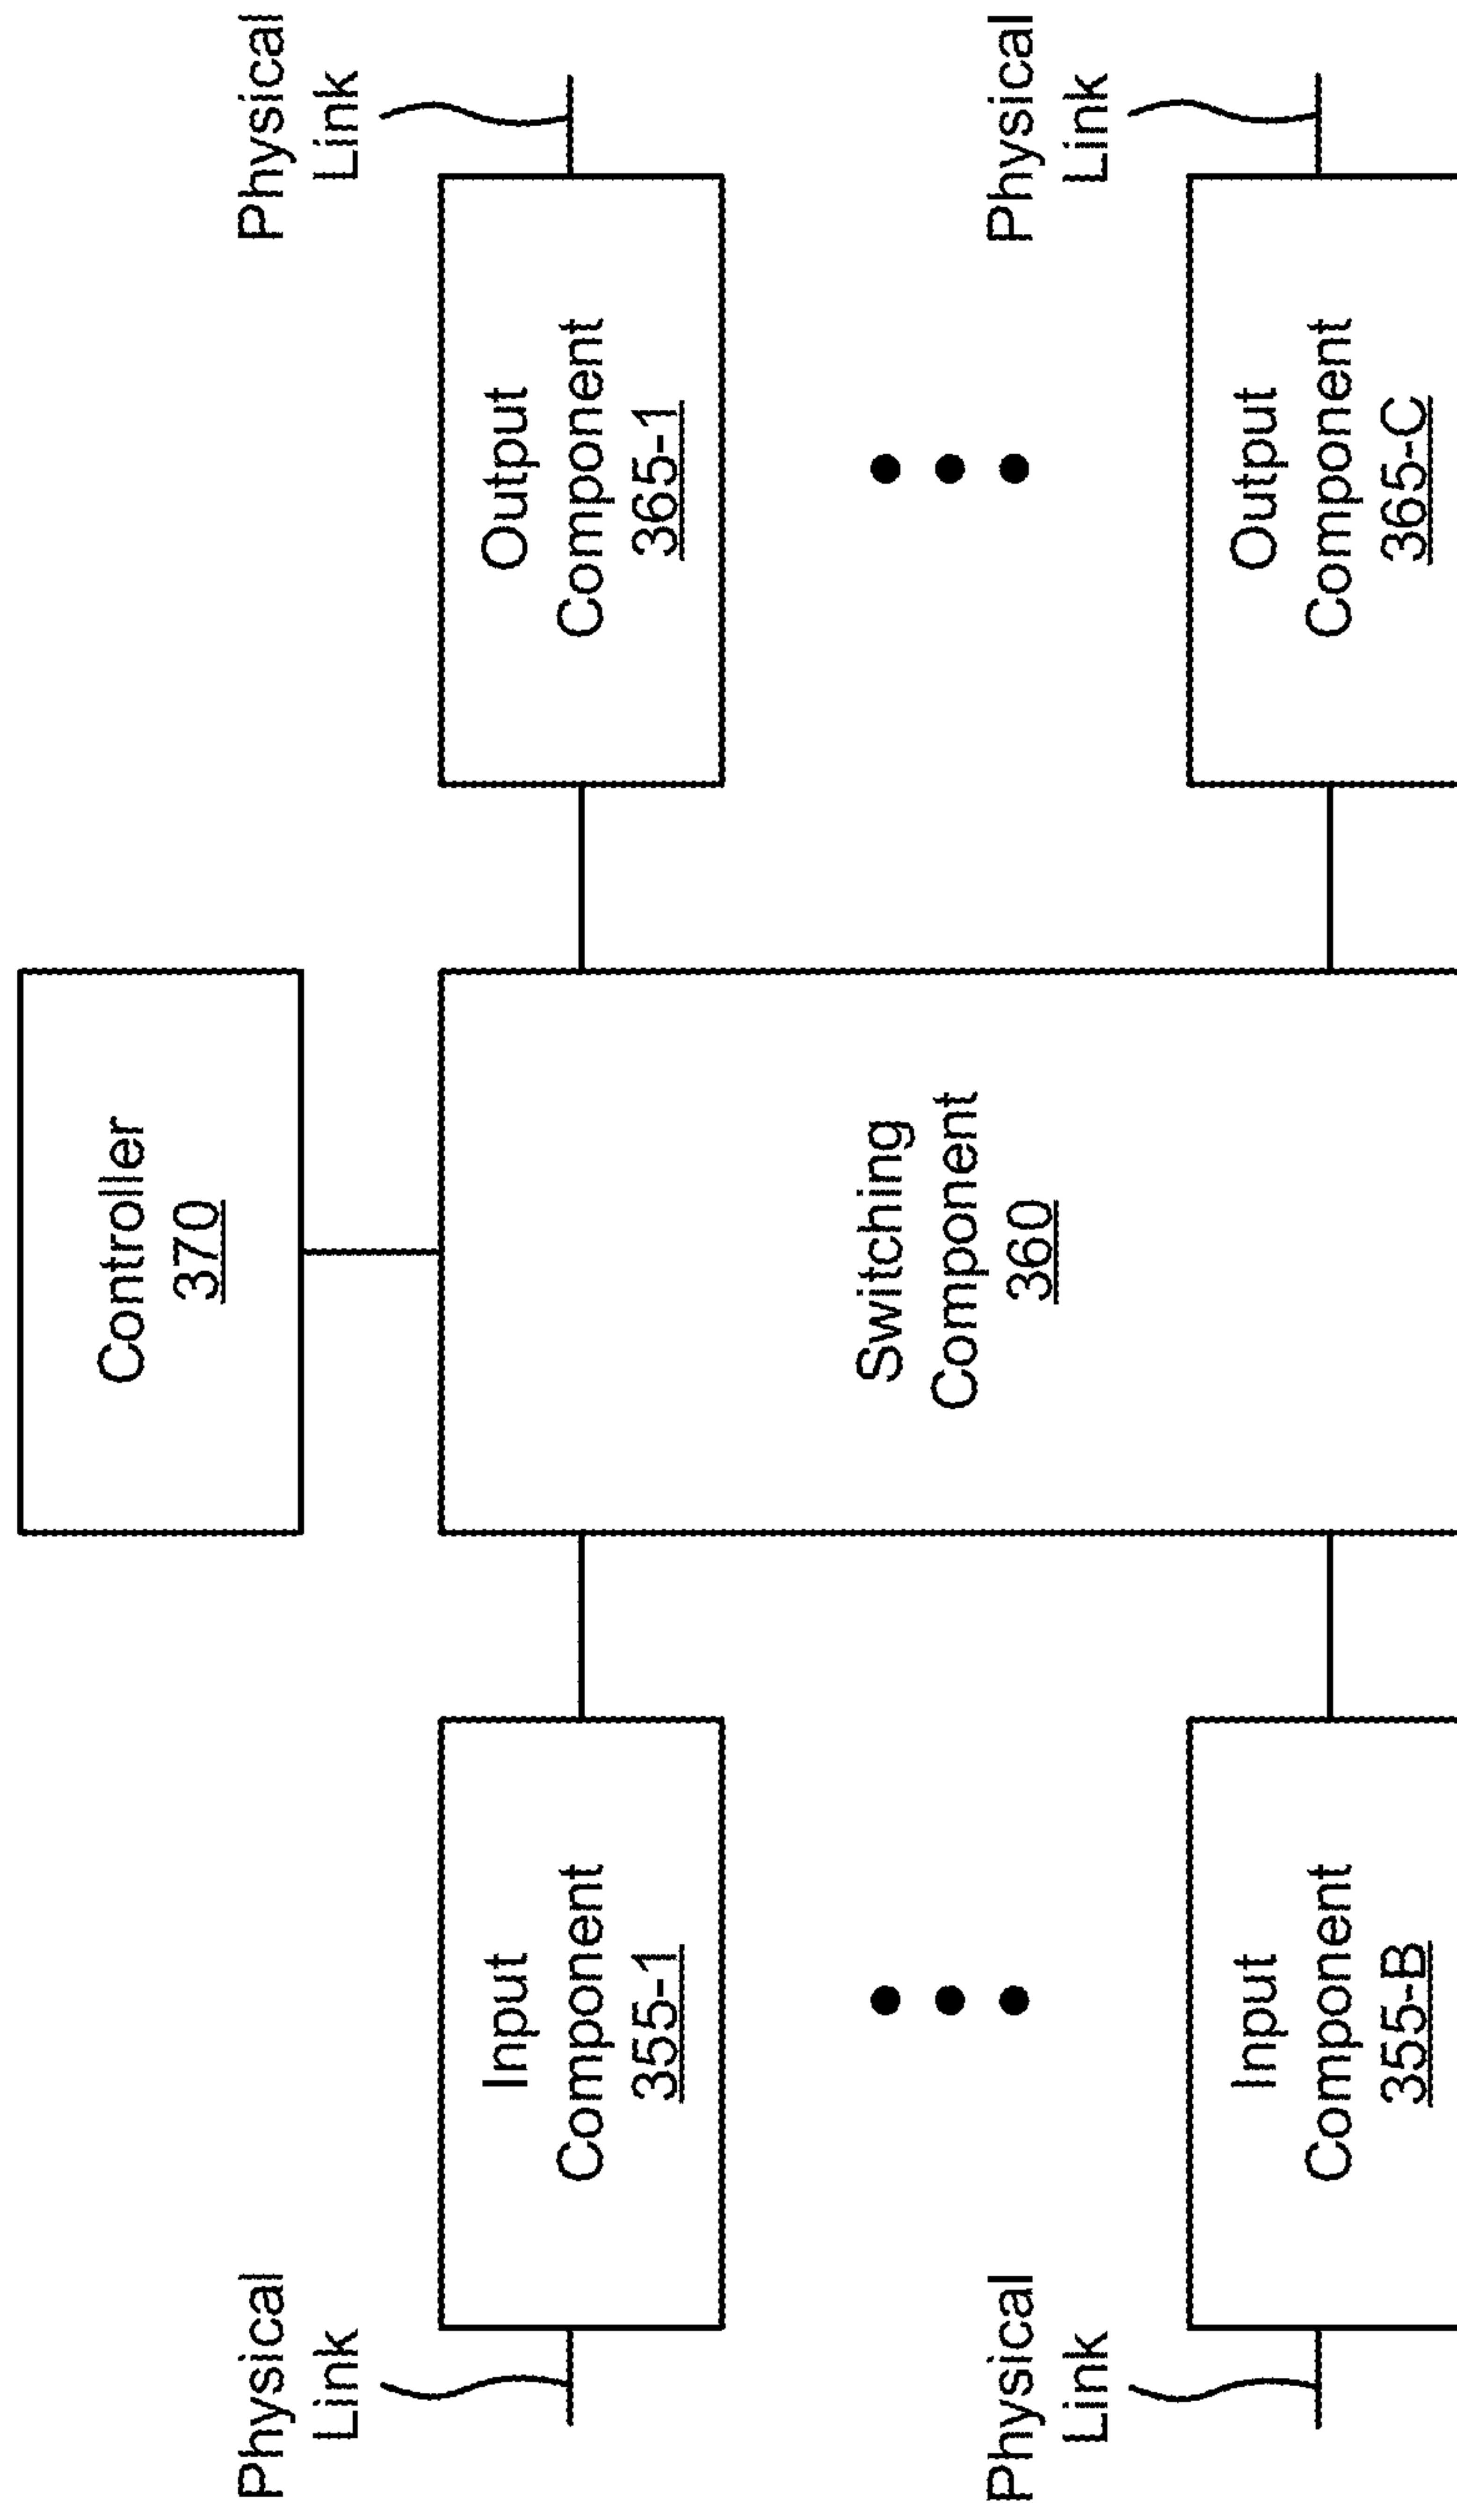 Controller
370
Physical
Link
Physical
Link
Input
Component
355-1
Output
Component
365-1
Switching
Component
360
Physical
Link
Physical
Link
Input
Component
355-B
Output
Component
365-C